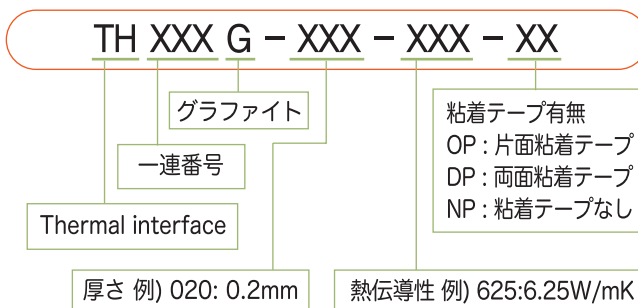 TH XXX G - XXX - XXX - XX
グラファイト
一連番号
Thermal interface
粘着テープ有無
OP : 片面粘着テープ
DP : 両面粘着テープ
NP : 粘着テープなし
厚さ 例) 020: 0.2mm
熱伝導性 例) 625:6.25W/mK